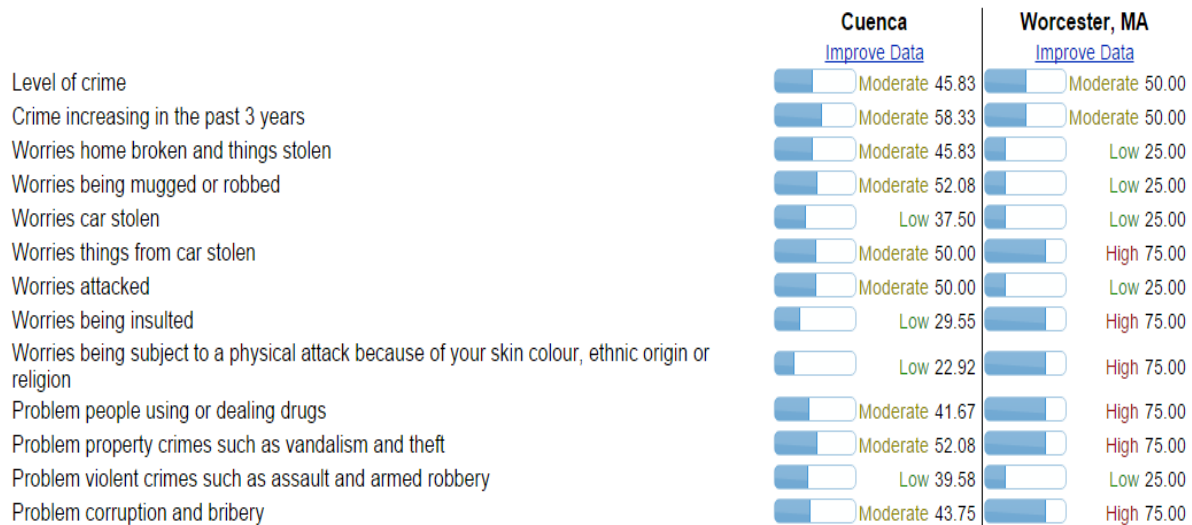 Cuenca Worcester, MA
Improve Data Improve Data
Level of crime Moderate 45.83 Moderate 50.00
Crime increasing in the past 3 years Moderate 58.33 Moderate 50.00
Worries home broken and things stolen Moderate 45.83 Low 25.00
Worries being mugged or robbed Moderate 52.08 Low 25.00
Worries car stolen Low 37.50 Low 25.00
Worries things from car stolen Moderate 50.00 High 75.00
Worries attacked Moderate 50.00 Low 25.00
Worries being insulted Low 29.55 High 75.00
Worries being subject to a physical attack because of your skin colour, ethnic origin or
religion Low 22.92 High 75.00
Problem people using or dealing drugs Moderate 41.67 High 75.00
Problem property crimes such as vandalism and theft Moderate 52.08 High 75.00
Problem violent crimes such as assault and armed robbery Low 39.58 Low 25.00
Problem corruption and bribery Moderate 43.75 High 75.00